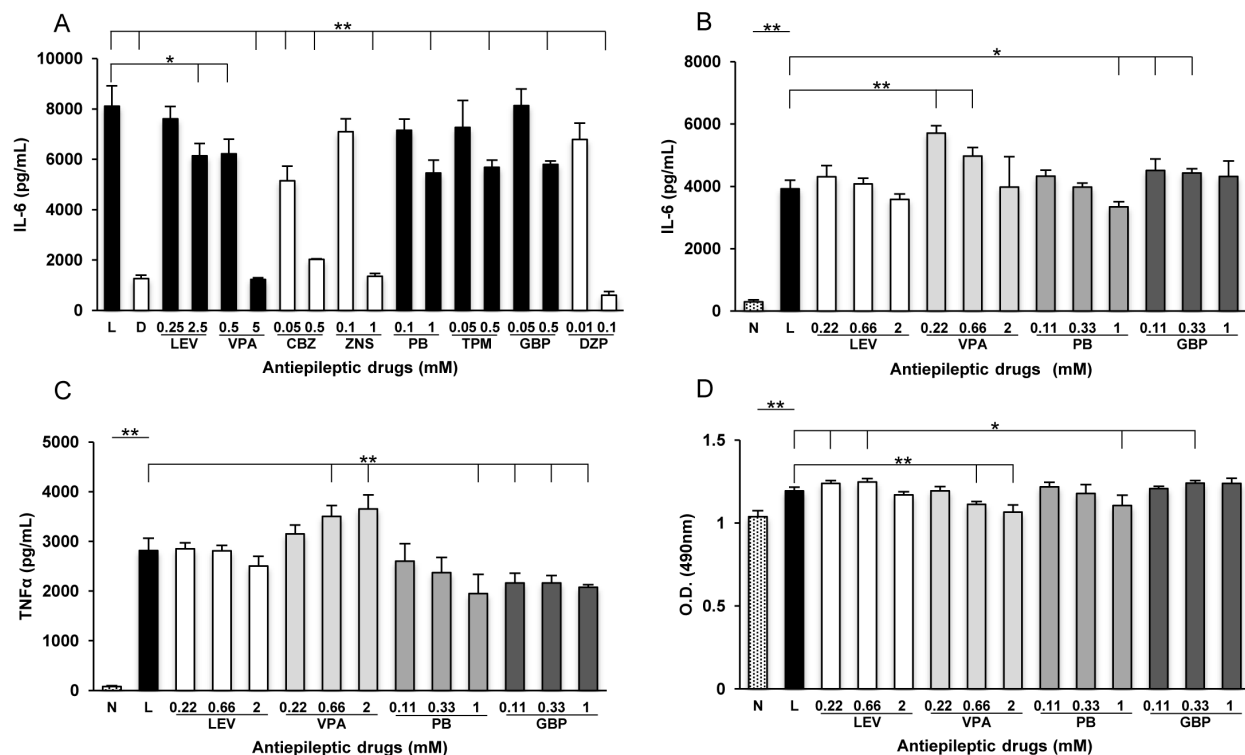 A
**
*
10000
8000
6000
4000
2000
0
IL-6 (pg/mL)
L D 0.25 2.5 0.5 5 0.05 0.5 0.1 1 0.1 1 0.05 0.5 0.05 0.5 0.01 0.1
LEV VPA CBZ ZNS PB TPM GBP DZP
Antiepileptic drugs (mM)
B
**
*
**
8000
6000
4000
2000
0
IL-6 (pg/mL)
N L 0.22 0.66 2 0.22 0.66 2 0.11 0.33 1 0.11 0.33 1
LEV VPA PB GBP
Antiepileptic drugs (mM)
C
**
**
5000
4000
3000
2000
1000
0
TNFα (pg/mL)
N L 0.22 0.66 2 0.22 0.66 2 0.11 0.33 1 0.11 0.33 1
LEV VPA PB GBP
Antiepileptic drugs (mM)
D
**
*
**
1.5
1
0.5
0
O.D. (490nm)
N L 0.22 0.66 2 0.22 0.66 2 0.11 0.33 1 0.11 0.33 1
LEV VPA PB GBP
Antiepileptic drugs (mM)